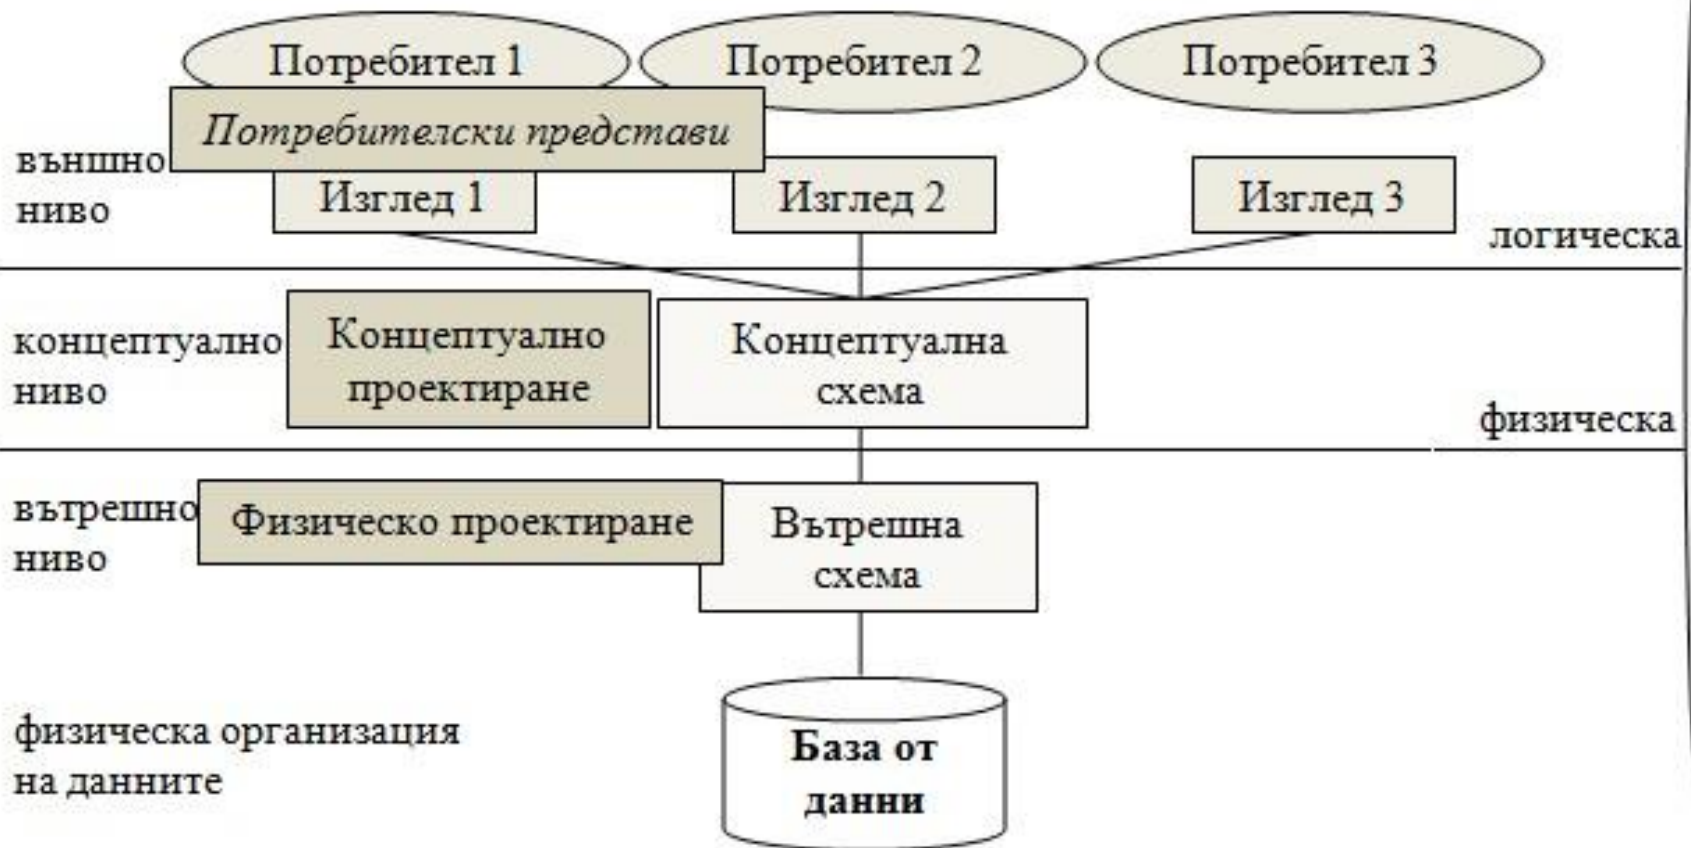 Потребител 1
Потребител 2
Потребител 3
Потребителски представи
външно
ниво
Изглед 1
Изглед 2
Изглед 3
логическа
концептуално
ниво
Концептуално
проектиране
Концептуална
схема
физическа
вътрешно
ниво
Физическо проектиране
Вътрешна
схема
физическа организация
на данните
База от
данни